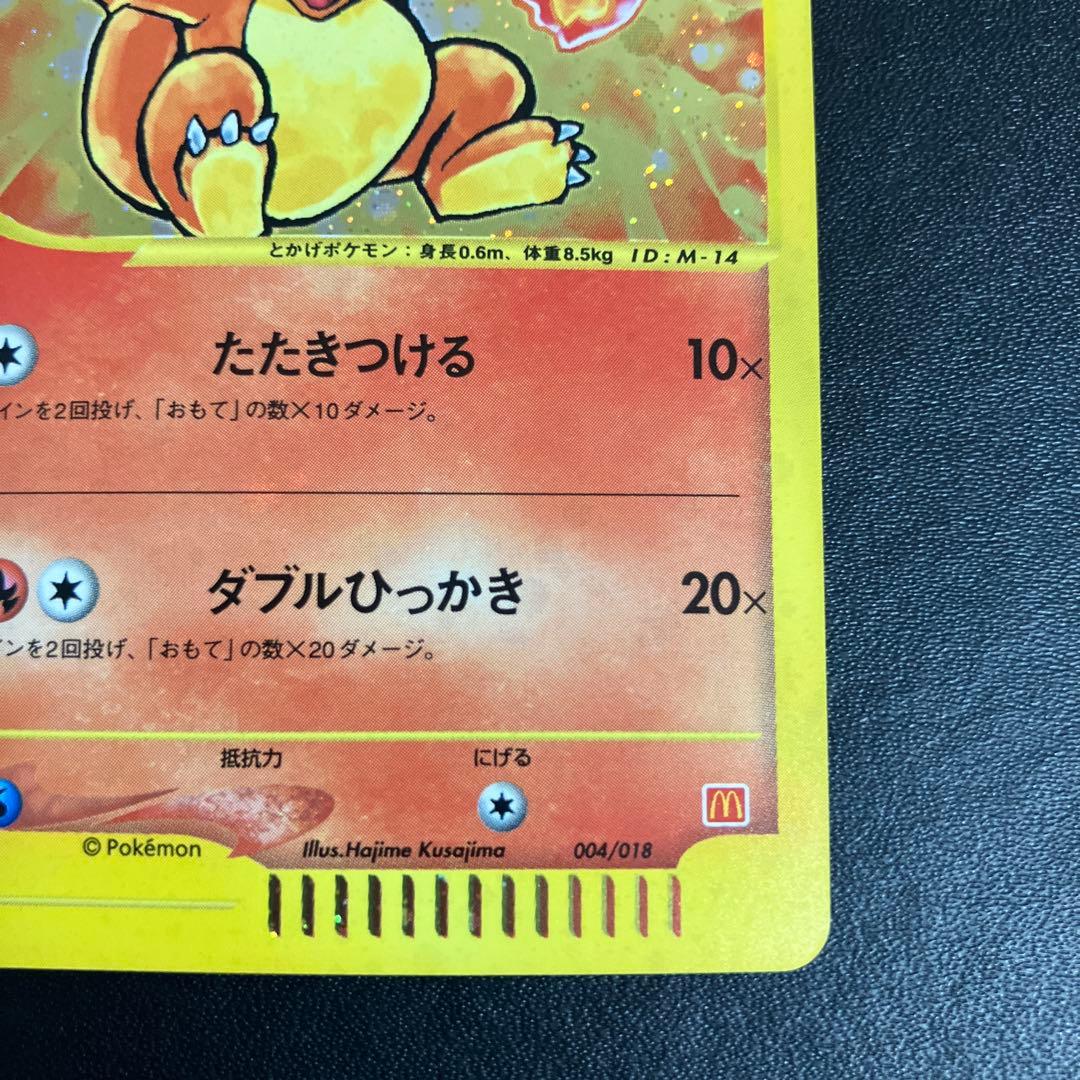 とかげポケモン：身長0.6m、体重8.5kg ID:M-14
たたきつける 10×
インを2回投げ、「おもて」の数×10ダメージ。
ダブルひっかき 20×
インを2回投げ、「おもて」の数×20ダメージ。
抵抗力 にげる
©Pokémon Illus.Hajime Kusajima 004/018